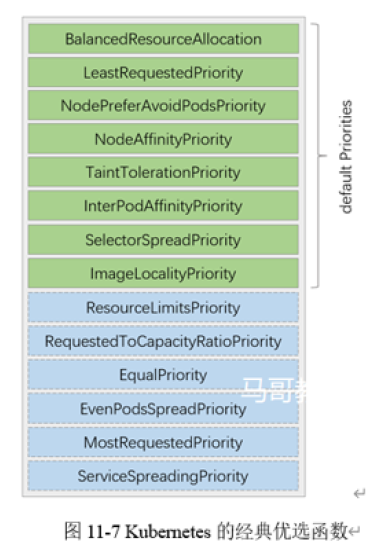 BalancedResourceAllocation
LeastRequestedPriority
NodePreferAvoidPodsPriority
NodeAffinityPriority
TaintTolerationPriority
InterPodAffinityPriority
SelectorSpreadPriority
ImageLocalityPriority
default Priorities
ResourceLimitsPriority
RequestedToCapacityRatioPriority
EqualPriority
马哥教
EvenPodsSpreadPriority
MostRequestedPriority
ServiceSpreadingPriority
图 11-7 Kubernetes 的经典优选函数